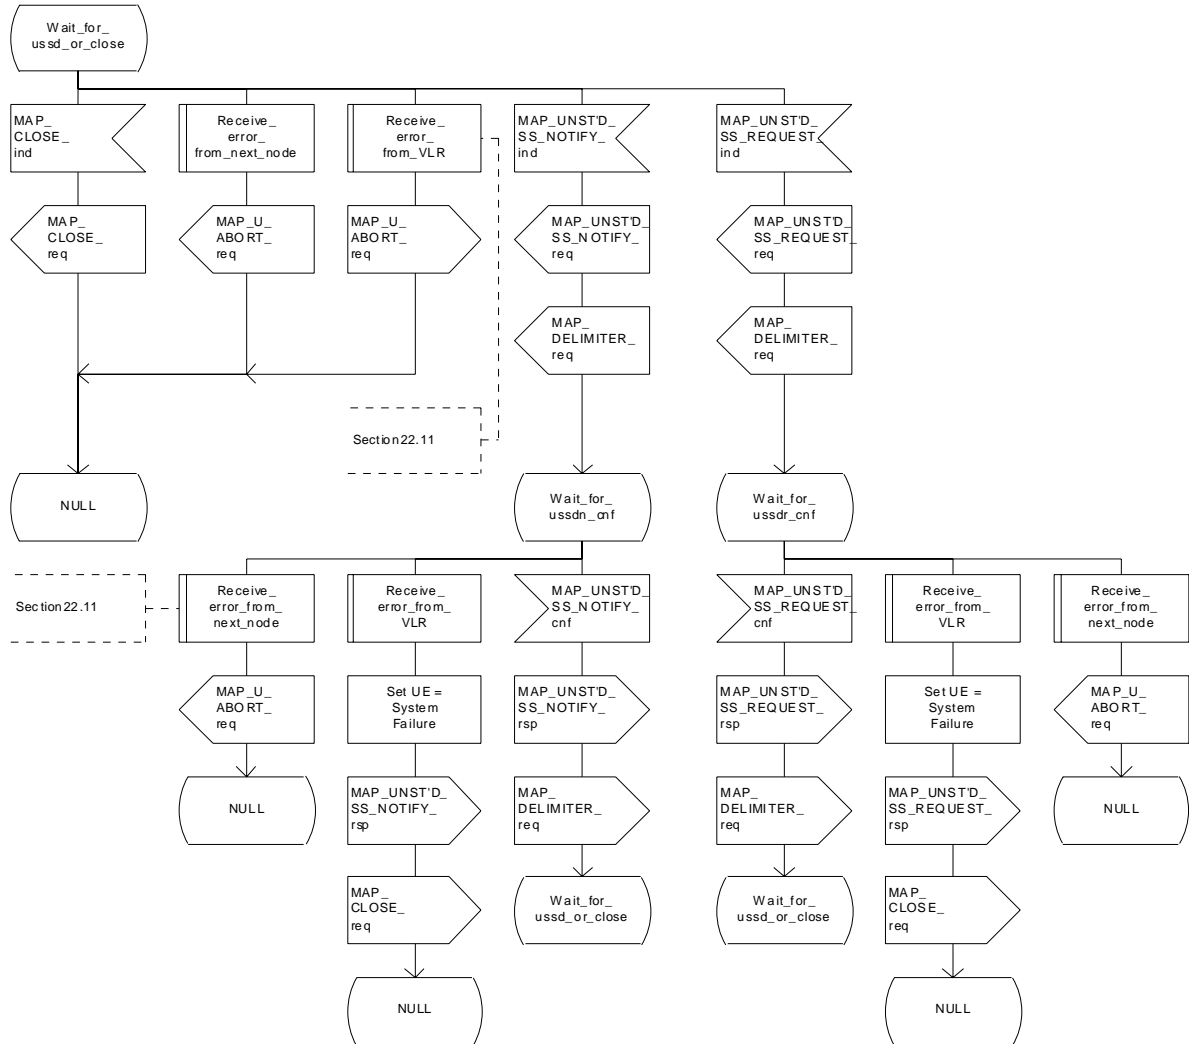 Wait_for_
ussd_or_close
MAP_
CLOSE_
ind
Receive_
error_
from_next_node
Receive_
error_
from_VLR
MAP_UNST'D_
SS_NOTIFY_
ind
MAP_UNST'D_
SS_REQUEST_
ind
MAP_
CLOSE_
req
MAP_U_
ABORT_
req
MAP_U_
ABORT_
req
MAP_UNST'D_
SS_NOTIFY_
req
MAP_UNST'D_
SS_REQUEST_
req
MAP_
DELIMITER_
req
MAP_
DELIMITER_
req
Section 22.11
NULL
Wait_for_
ussdn_cnf
Wait_for_
ussdr_cnf
Section 22.11
Receive_
error_from_
next_node
Receive_
error_from_
VLR
MAP_UNST'D_
SS_NOTIFY_
cnf
MAP_UNST'D_
SS_REQUEST_
cnf
Receive_
error_from_
VLR
Receive_
error_from_
next_node
MAP_U_
ABORT_
req
Set UE =
System
Failure
MAP_UNST'D_
SS_NOTIFY_
rsp
MAP_UNST'D_
SS_REQUEST_
rsp
Set UE =
System
Failure
MAP_U_
ABORT_
req
NULL
MAP_UNST'D_
SS_NOTIFY_
rsp
MAP_
DELIMITER_
req
MAP_
DELIMITER_
req
MAP_UNST'D_
SS_REQUEST_
rsp
NULL
MAP_
CLOSE_
req
Wait_for_
ussd_or_close
Wait_for_
ussd_or_close
MAP_
CLOSE_
req
NULL
NULL